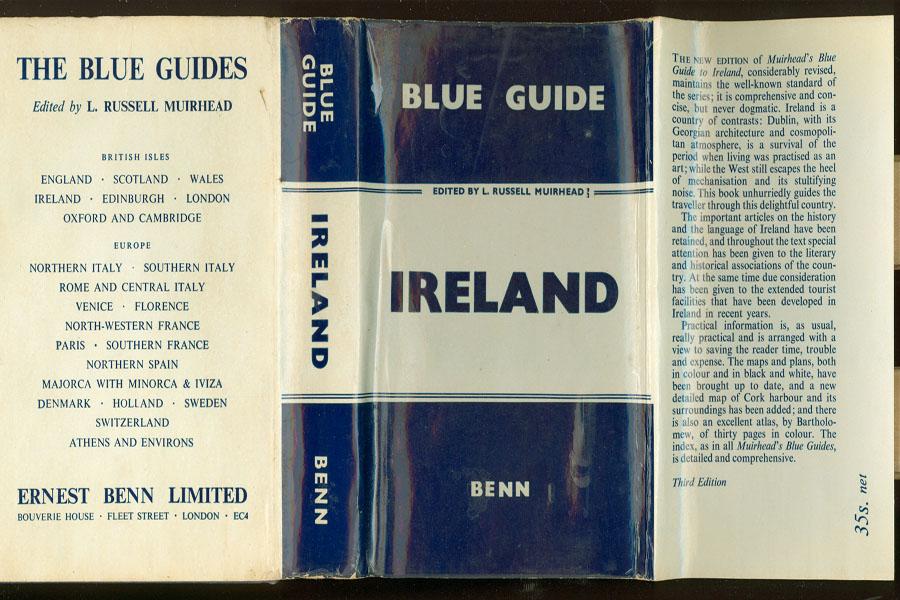 THE BLUE GUIDES
Edited by L. RUSSELL MUIRHEAD
BRITISH ISLES
ENGLAND · SCOTLAND · WALES
IRELAND · EDINBURGH · LONDON
OXFORD AND CAMBRIDGE
EUROPE
NORTHERN ITALY · SOUTHERN ITALY
ROME AND CENTRAL ITALY
VENICE · FLORENCE
NORTH-WESTERN FRANCE
PARIS · SOUTHERN FRANCE
NORTHERN SPAIN
MAJORCA WITH MINORCA & IVIZA
DENMARK · HOLLAND · SWEDEN
SWITZERLAND
ATHENS AND ENVIRONS
ERNEST BENN LIMITED
BOUVERIE HOUSE · FLEET STREET · LONDON · EC4
BLUE
GUIDE
IRELAND
BENN
BLUE GUIDE
EDITED BY L. RUSSELL MUIRHEAD
IRELAND
BENN
THE NEW EDITION of Muirhead's Blue
Guide to Ireland, considerably revised,
maintains the well-known standard of
the series; it is comprehensive and con-
cise, but never dogmatic. Ireland is a
country of contrasts: Dublin, with its
Georgian architecture and cosmopoli-
tan atmosphere, is a survival of the
period when living was practised as an
art; while the West still escapes the heel
of mechanisation and its stultifying
noise. This book unhurriedly guides the
traveller through this delightful country.
The important articles on the history
and the language of Ireland have been
retained, and throughout the text special
attention has been given to the literary
and historical associations of the coun-
try. At the same time due consideration
has been given to the extended tourist
facilities that have been developed in
Ireland in recent years.
Practical information is, as usual,
really practical and is arranged with a
view to saving the reader time, trouble
and expense. The maps and plans, both
in colour and in black and white, have
been brought up to date, and a new
detailed map of Cork harbour and its
surroundings has been added; and there
is also an excellent atlas, by Bartholo-
mew, of thirty pages in colour. The
index, as in all Muirhead's Blue Guides,
is detailed and comprehensive.
Third Edition
35s. net